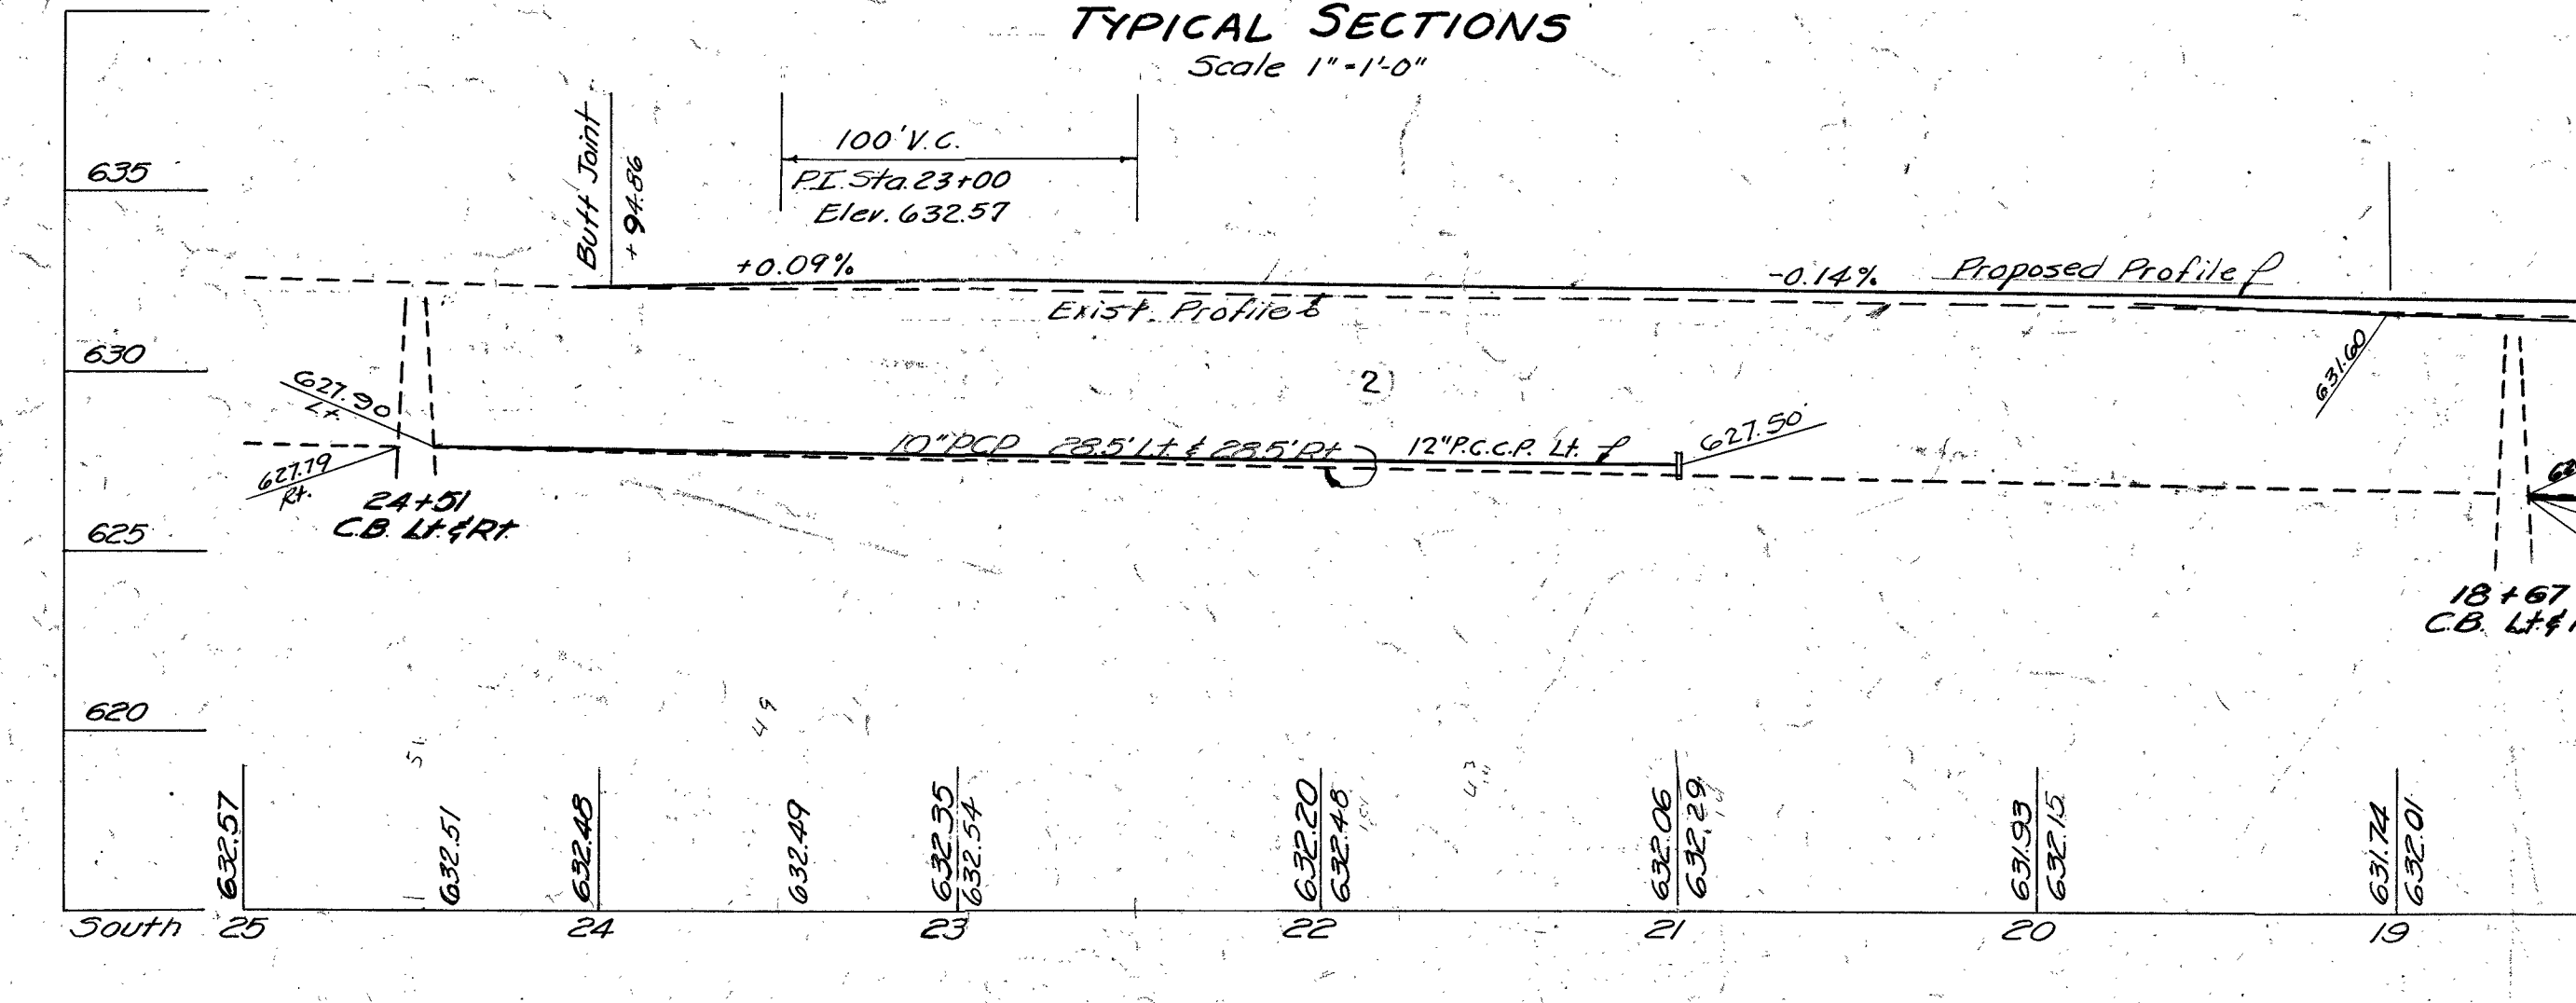 TYPICAL SECTIONS
Scale 1"=1'-0"
635
630
625
620
Butt Joint
+94.86
100' V.C.
P.I. Sta. 23+00
Elev. 632.57
+0.09%
-0.14%
Proposed Profile
Exist. Profile
2)
631.60
627.90
Lt.
627.79
Rt.
10" PCP 28.5' Lt & 28.5' Rt
12" P.C.C.P. Lt.
627.50
24+51
C.B. Lt. & Rt.
18+67
C.B. Lt. &
51
49
43
632.57
632.51
632.48
632.49
632.35
632.54
632.20
632.48
632.06
632.29
631.93
632.15
631.74
632.01
South 25 24 23 22 21 20 19